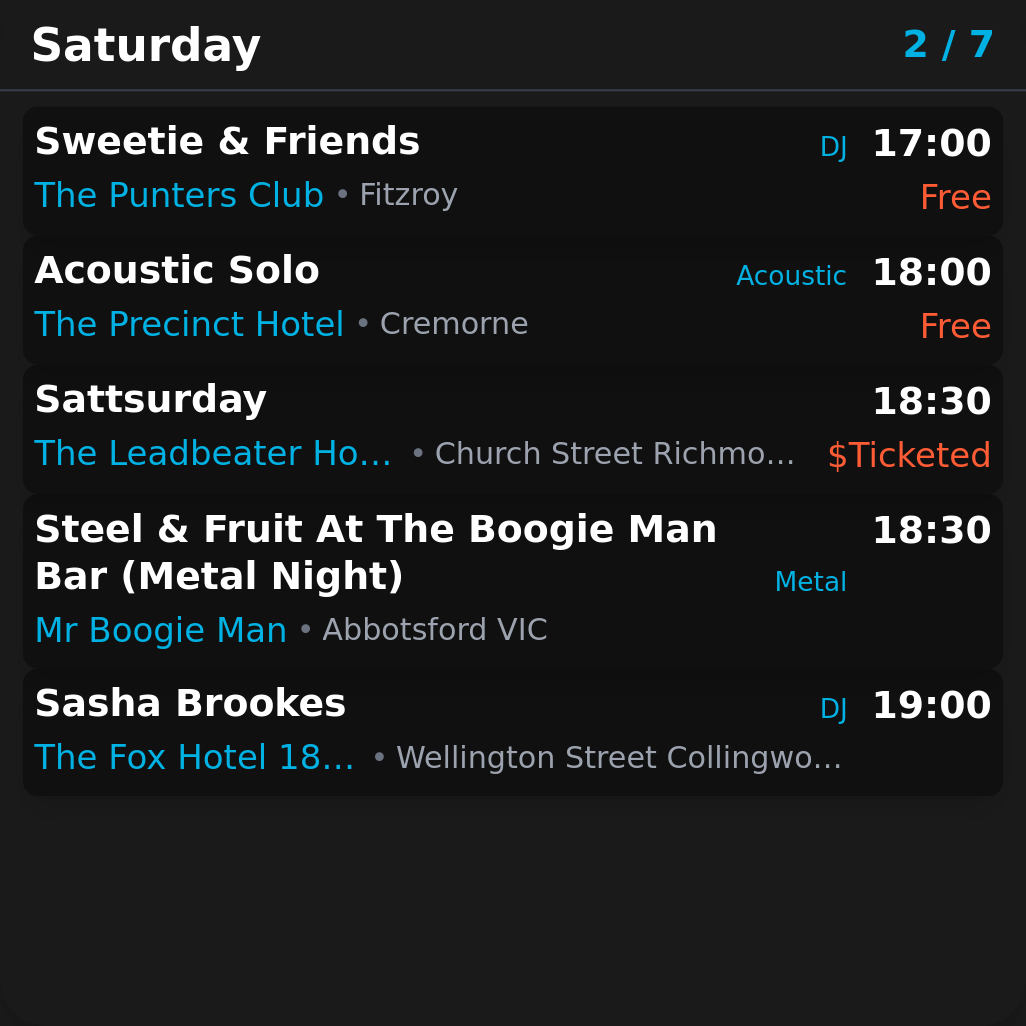 Saturday 2 / 7
Sweetie & Friends DJ 17:00
The Punters Club • Fitzroy Free
Acoustic Solo Acoustic 18:00
The Precinct Hotel • Cremorne Free
Sattsurday 18:30
The Leadbeater Ho... • Church Street Richmo... $Ticketed
Steel & Fruit At The Boogie Man 18:30
Bar (Metal Night) Metal
Mr Boogie Man • Abbotsford VIC
Sasha Brookes DJ 19:00
The Fox Hotel 18... • Wellington Street Collingwo...